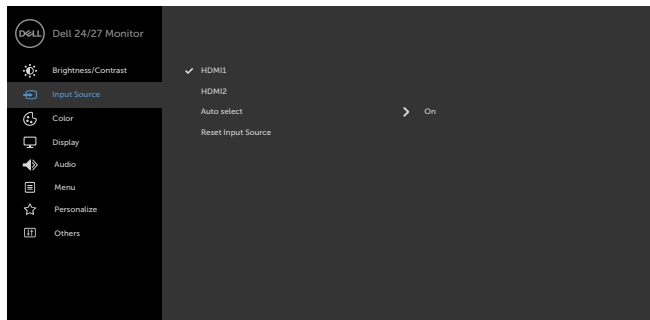 DELL Dell 24/27 Monitor
Brightness/Contrast
Input Source
Color
Display
Audio
Menu
Personalize
Others
HDMI1
HDMI2
Auto select On
Reset Input Source